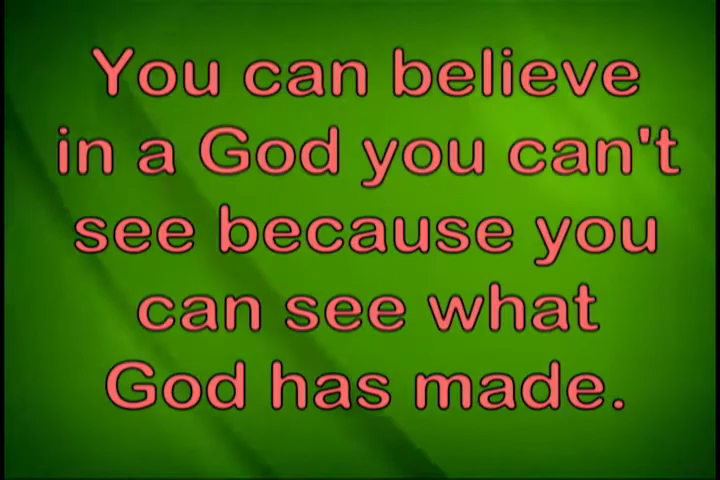 You can believe
in a God you can't
see because you
can see what
God has made.